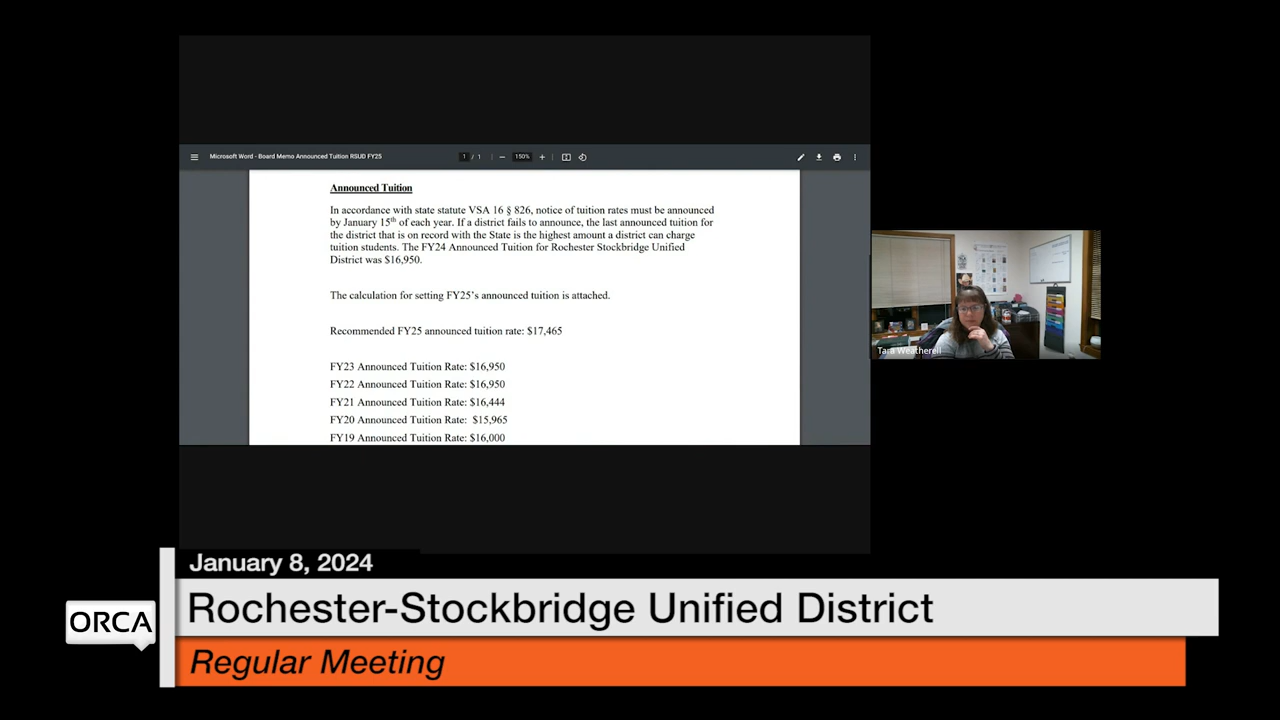 Microsoft Word - Board Memo Announced Tuition RSUD FY25
1 / 1
150%
Announced Tuition
In accordance with state statute VSA 16 § 826, notice of tuition rates must be announced
by January 15th of each year. If a district fails to announce, the last announced tuition for
the district that is on record with the State is the highest amount a district can charge
tuition students. The FY24 Announced Tuition for Rochester Stockbridge Unified
District was $16,950.
The calculation for setting FY25's announced tuition is attached.
Recommended FY25 announced tuition rate: $17,465
FY23 Announced Tuition Rate: $16,950
FY22 Announced Tuition Rate: $16,950
FY21 Announced Tuition Rate: $16,444
FY20 Announced Tuition Rate: $15,965
FY19 Announced Tuition Rate: $16,000
Tara Weatherell
January 8, 2024
ORCA
Rochester-Stockbridge Unified District
Regular Meeting